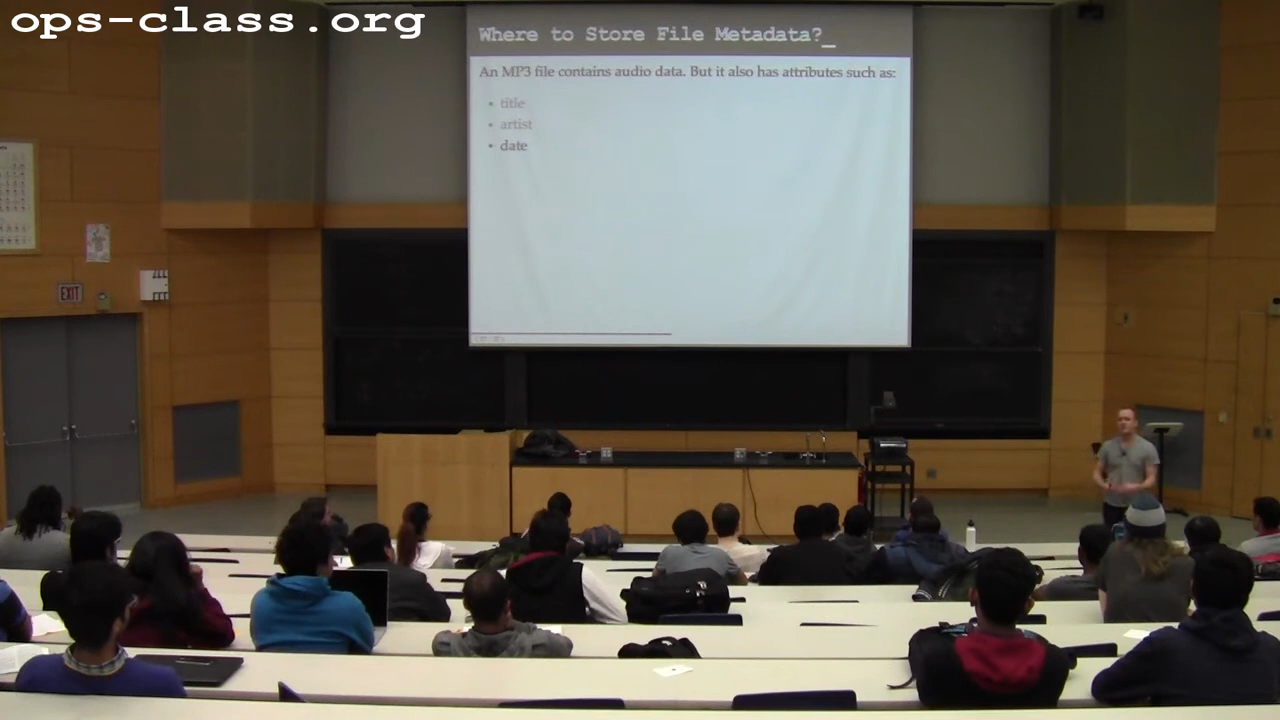 ops-class.org
Where to Store File Metadata?_
An MP3 file contains audio data. But it also has attributes such as:
• title
• artist
• date
EXIT